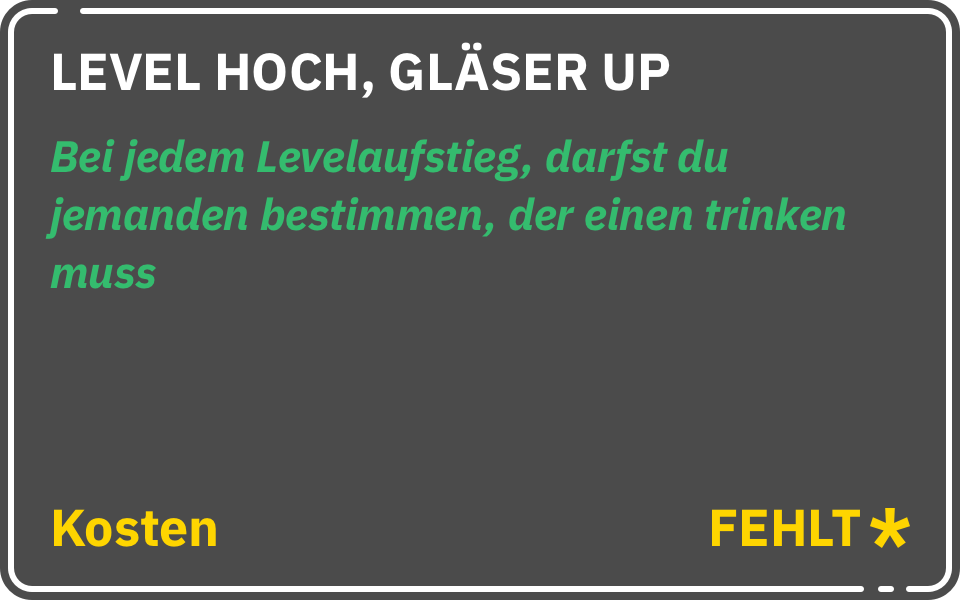 LEVEL HOCH, GLÄSER UP
Bei jedem Levelaufstieg, darfst du
jemanden bestimmen, der einen trinken
muss
Kosten FEHLT*